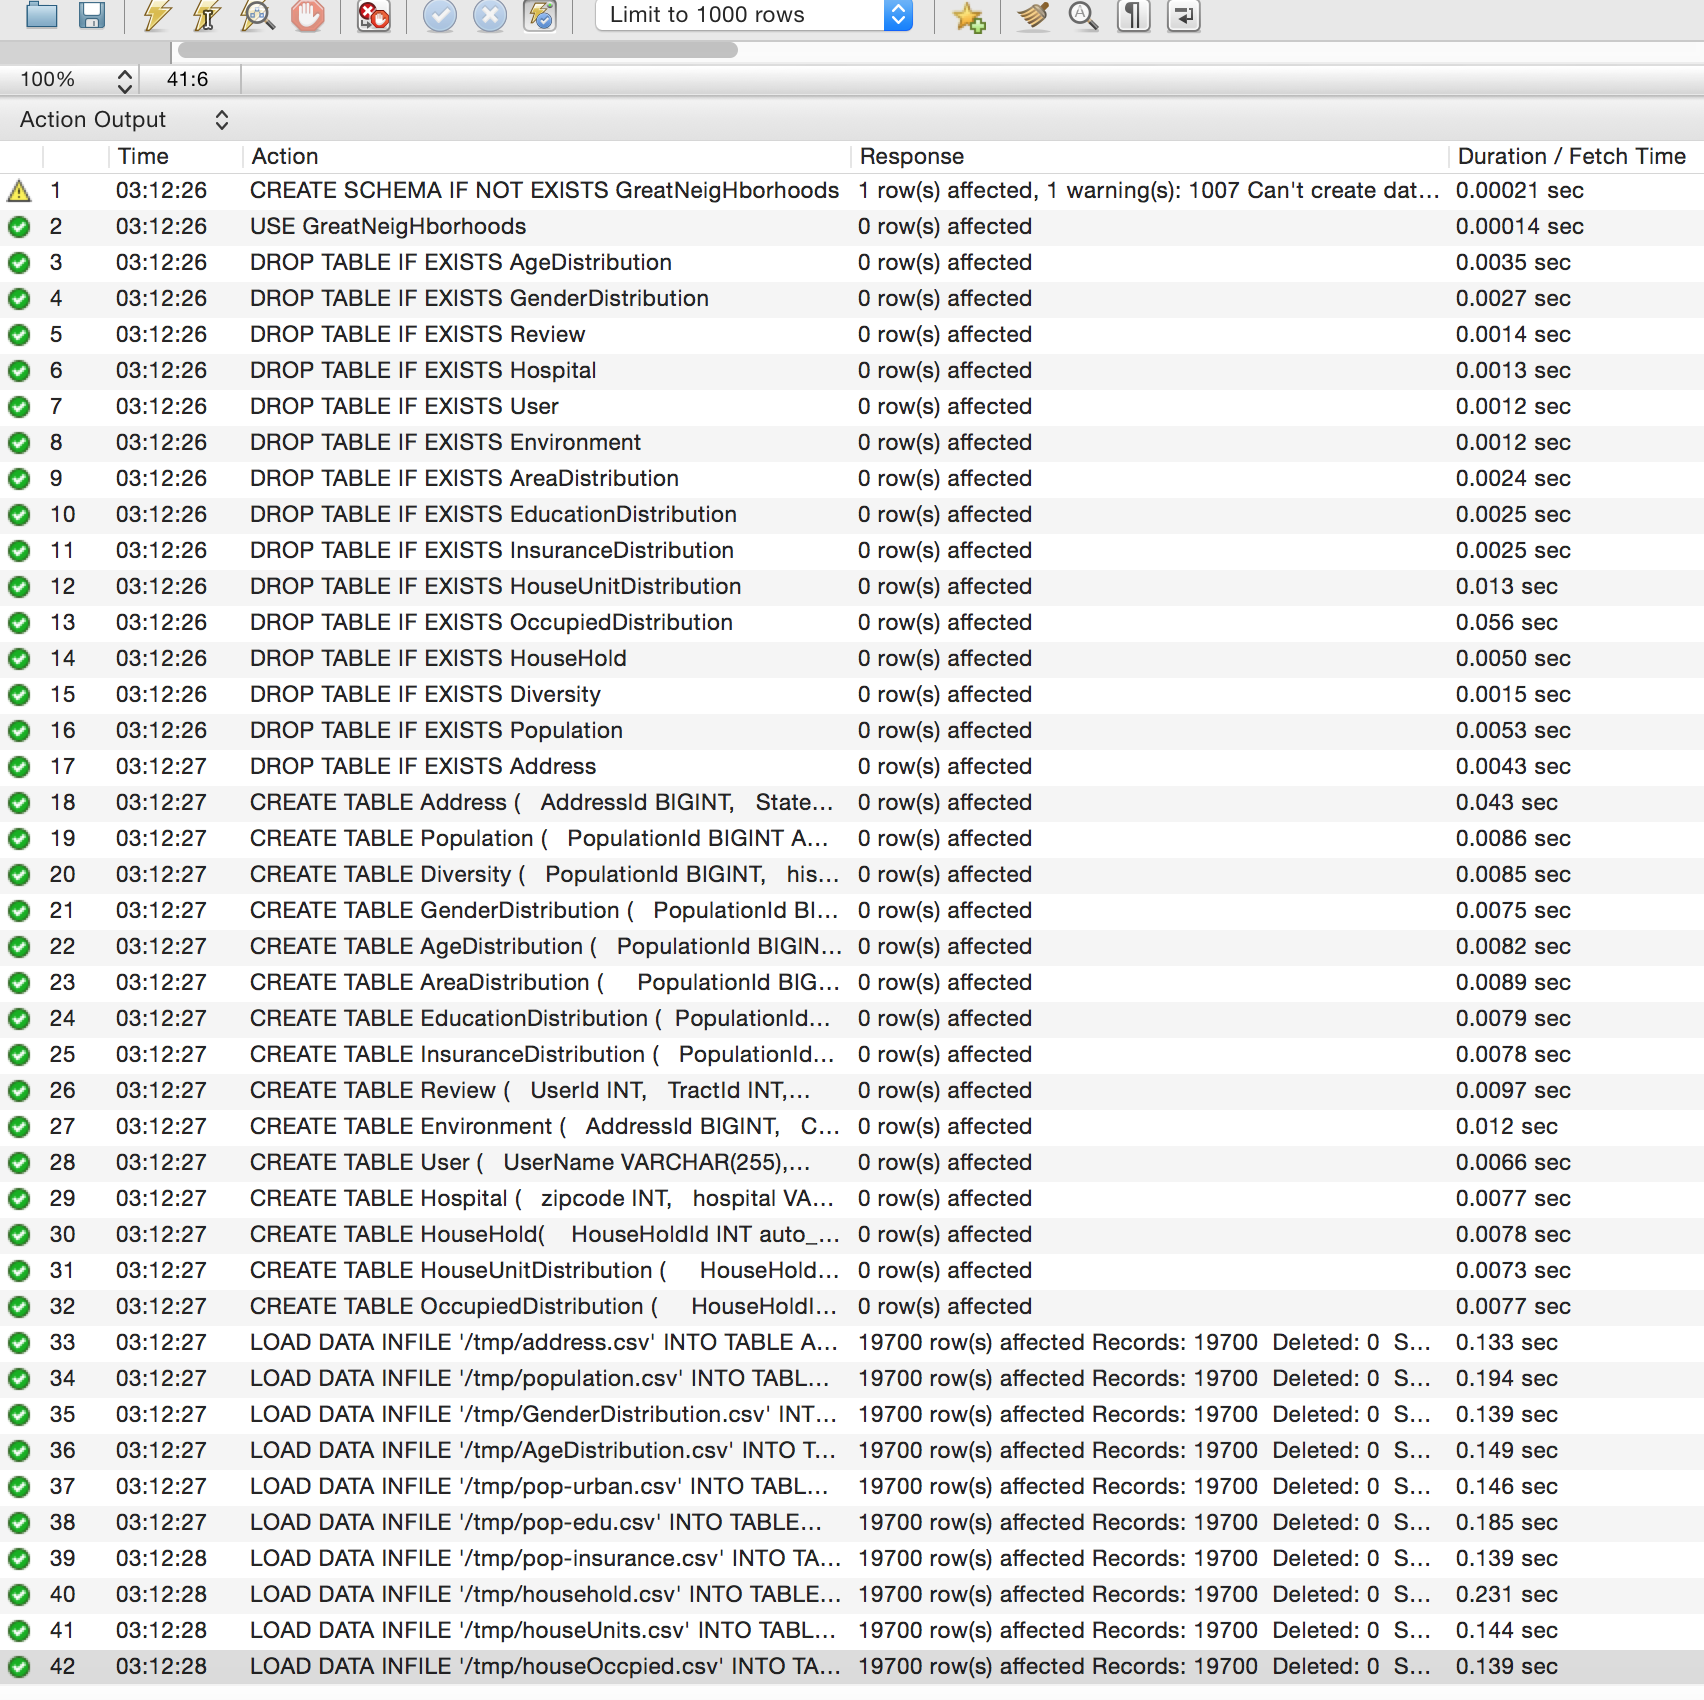 Limit to 1000 rows
100% 41:6
Action Output
Time Action Response Duration / Fetch Time
1 03:12:26 CREATE SCHEMA IF NOT EXISTS GreatNeigHborhoods 1 row(s) affected, 1 warning(s): 1007 Can't create dat... 0.00021 sec
2 03:12:26 USE GreatNeigHborhoods 0 row(s) affected 0.00014 sec
3 03:12:26 DROP TABLE IF EXISTS AgeDistribution 0 row(s) affected 0.0035 sec
4 03:12:26 DROP TABLE IF EXISTS GenderDistribution 0 row(s) affected 0.0027 sec
5 03:12:26 DROP TABLE IF EXISTS Review 0 row(s) affected 0.0014 sec
6 03:12:26 DROP TABLE IF EXISTS Hospital 0 row(s) affected 0.0013 sec
7 03:12:26 DROP TABLE IF EXISTS User 0 row(s) affected 0.0012 sec
8 03:12:26 DROP TABLE IF EXISTS Environment 0 row(s) affected 0.0012 sec
9 03:12:26 DROP TABLE IF EXISTS AreaDistribution 0 row(s) affected 0.0024 sec
10 03:12:26 DROP TABLE IF EXISTS EducationDistribution 0 row(s) affected 0.0025 sec
11 03:12:26 DROP TABLE IF EXISTS InsuranceDistribution 0 row(s) affected 0.0025 sec
12 03:12:26 DROP TABLE IF EXISTS HouseUnitDistribution 0 row(s) affected 0.013 sec
13 03:12:26 DROP TABLE IF EXISTS OccupiedDistribution 0 row(s) affected 0.056 sec
14 03:12:26 DROP TABLE IF EXISTS HouseHold 0 row(s) affected 0.0050 sec
15 03:12:26 DROP TABLE IF EXISTS Diversity 0 row(s) affected 0.0015 sec
16 03:12:26 DROP TABLE IF EXISTS Population 0 row(s) affected 0.0053 sec
17 03:12:27 DROP TABLE IF EXISTS Address 0 row(s) affected 0.0043 sec
18 03:12:27 CREATE TABLE Address ( AddressId BIGINT, State... 0 row(s) affected 0.043 sec
19 03:12:27 CREATE TABLE Population ( PopulationId BIGINT A... 0 row(s) affected 0.0086 sec
20 03:12:27 CREATE TABLE Diversity ( PopulationId BIGINT, his... 0 row(s) affected 0.0085 sec
21 03:12:27 CREATE TABLE GenderDistribution ( PopulationId BI... 0 row(s) affected 0.0075 sec
22 03:12:27 CREATE TABLE AgeDistribution ( PopulationId BIGIN... 0 row(s) affected 0.0082 sec
23 03:12:27 CREATE TABLE AreaDistribution ( PopulationId BIG... 0 row(s) affected 0.0089 sec
24 03:12:27 CREATE TABLE EducationDistribution ( PopulationId... 0 row(s) affected 0.0079 sec
25 03:12:27 CREATE TABLE InsuranceDistribution ( PopulationId... 0 row(s) affected 0.0078 sec
26 03:12:27 CREATE TABLE Review ( UserId INT, TractId INT,... 0 row(s) affected 0.0097 sec
27 03:12:27 CREATE TABLE Environment ( AddressId BIGINT, C... 0 row(s) affected 0.012 sec
28 03:12:27 CREATE TABLE User ( UserName VARCHAR(255),... 0 row(s) affected 0.0066 sec
29 03:12:27 CREATE TABLE Hospital ( zipcode INT, hospital VA... 0 row(s) affected 0.0077 sec
30 03:12:27 CREATE TABLE HouseHold( HouseHoldId INT auto_... 0 row(s) affected 0.0078 sec
31 03:12:27 CREATE TABLE HouseUnitDistribution ( HouseHold... 0 row(s) affected 0.0073 sec
32 03:12:27 CREATE TABLE OccupiedDistribution ( HouseHoldI... 0 row(s) affected 0.0077 sec
33 03:12:27 LOAD DATA INFILE '/tmp/address.csv' INTO TABLE A... 19700 row(s) affected Records: 19700 Deleted: 0 S... 0.133 sec
34 03:12:27 LOAD DATA INFILE '/tmp/population.csv' INTO TABL... 19700 row(s) affected Records: 19700 Deleted: 0 S... 0.194 sec
35 03:12:27 LOAD DATA INFILE '/tmp/GenderDistribution.csv' INT... 19700 row(s) affected Records: 19700 Deleted: 0 S... 0.139 sec
36 03:12:27 LOAD DATA INFILE '/tmp/AgeDistribution.csv' INTO T... 19700 row(s) affected Records: 19700 Deleted: 0 S... 0.149 sec
37 03:12:27 LOAD DATA INFILE '/tmp/pop-urban.csv' INTO TABL... 19700 row(s) affected Records: 19700 Deleted: 0 S... 0.146 sec
38 03:12:27 LOAD DATA INFILE '/tmp/pop-edu.csv' INTO TABLE... 19700 row(s) affected Records: 19700 Deleted: 0 S... 0.185 sec
39 03:12:28 LOAD DATA INFILE '/tmp/pop-insurance.csv' INTO TA... 19700 row(s) affected Records: 19700 Deleted: 0 S... 0.139 sec
40 03:12:28 LOAD DATA INFILE '/tmp/household.csv' INTO TABLE... 19700 row(s) affected Records: 19700 Deleted: 0 S... 0.231 sec
41 03:12:28 LOAD DATA INFILE '/tmp/houseUnits.csv' INTO TABL... 19700 row(s) affected Records: 19700 Deleted: 0 S... 0.144 sec
42 03:12:28 LOAD DATA INFILE '/tmp/houseOccpied.csv' INTO TA... 19700 row(s) affected Records: 19700 Deleted: 0 S... 0.139 sec